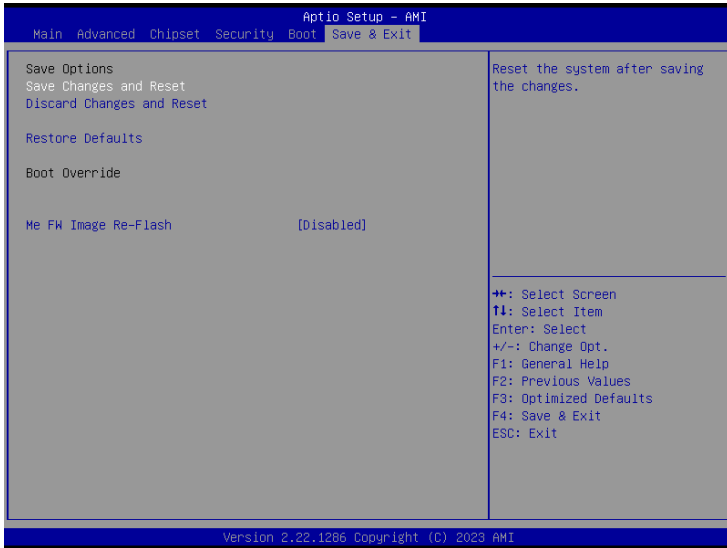 Aptio Setup – AMI
Main Advanced Chipset Security Boot Save & Exit
Save Options
Save Changes and Reset
Discard Changes and Reset
Restore Defaults
Boot Override
Me FW Image Re-Flash [Disabled]
Reset the system after saving
the changes.
→←: Select Screen
↑↓: Select Item
Enter: Select
+/-: Change Opt.
F1: General Help
F2: Previous Values
F3: Optimized Defaults
F4: Save & Exit
ESC: Exit
Version 2.22.1286 Copyright (C) 2023 AMI